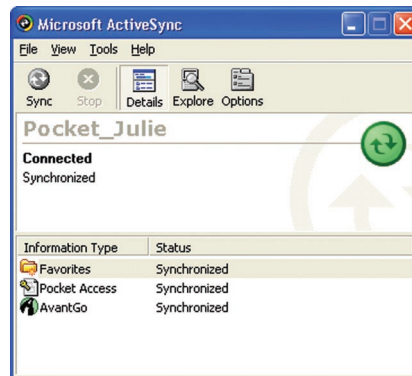 Microsoft ActiveSync
File View Tools Help
Sync Stop Details Explore Options
Pocket_Julie
Connected
Synchronized
Information Type Status
Favorites Synchronized
Pocket Access Synchronized
AvantGo Synchronized